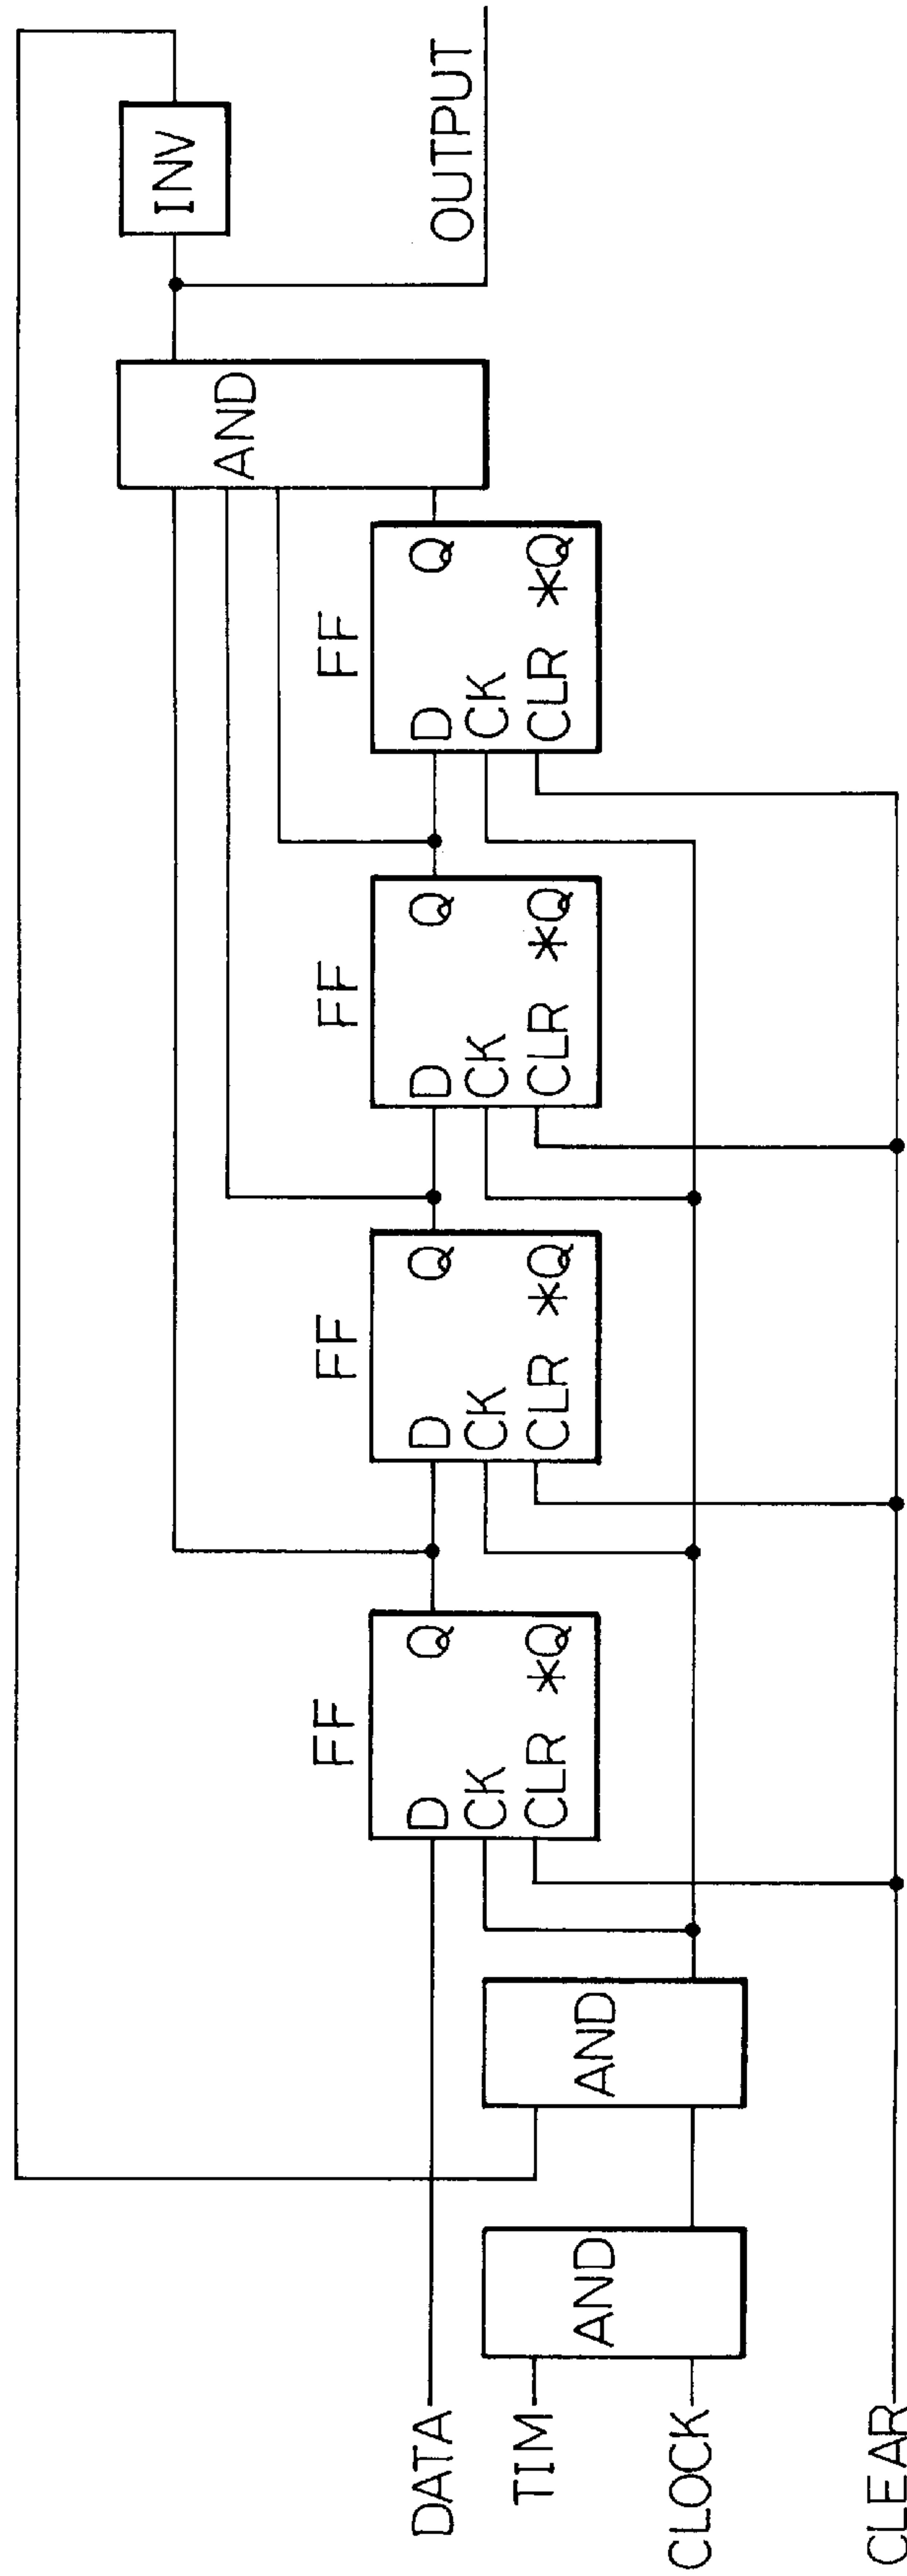 INV
OUTPUT
AND
FF
FF
FF
FF
D
Q
CK
CLR
*Q
D
Q
CK
CLR
*Q
D
Q
CK
CLR
*Q
D
Q
CK
CLR
*Q
AND
AND
DATA
TIM
CLOCK
CLEAR